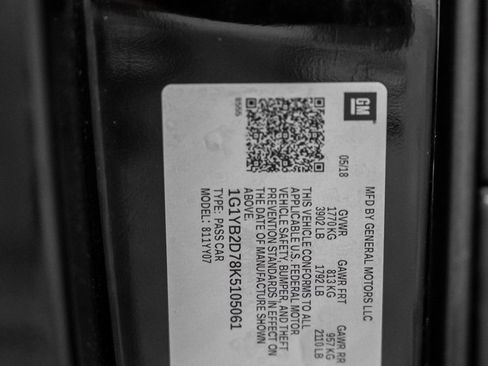 GM
MFD BY GENERAL MOTORS LLC
05/18
GVWR
1770 KG
3902 LB
GAWR FRT
813 KG
1792 LB
GAWR RR
957 KG
2110 LB
THIS VEHICLE CONFORMS TO ALL
APPLICABLE U.S. FEDERAL MOTOR
VEHICLE SAFETY, BUMPER, AND THEFT
PREVENTION STANDARDS IN EFFECT ON
THE DATE OF MANUFACTURE SHOWN
ABOVE.
1G1YB2D78K5105061
TYPE: PASS CAR
MODEL: 811YY07